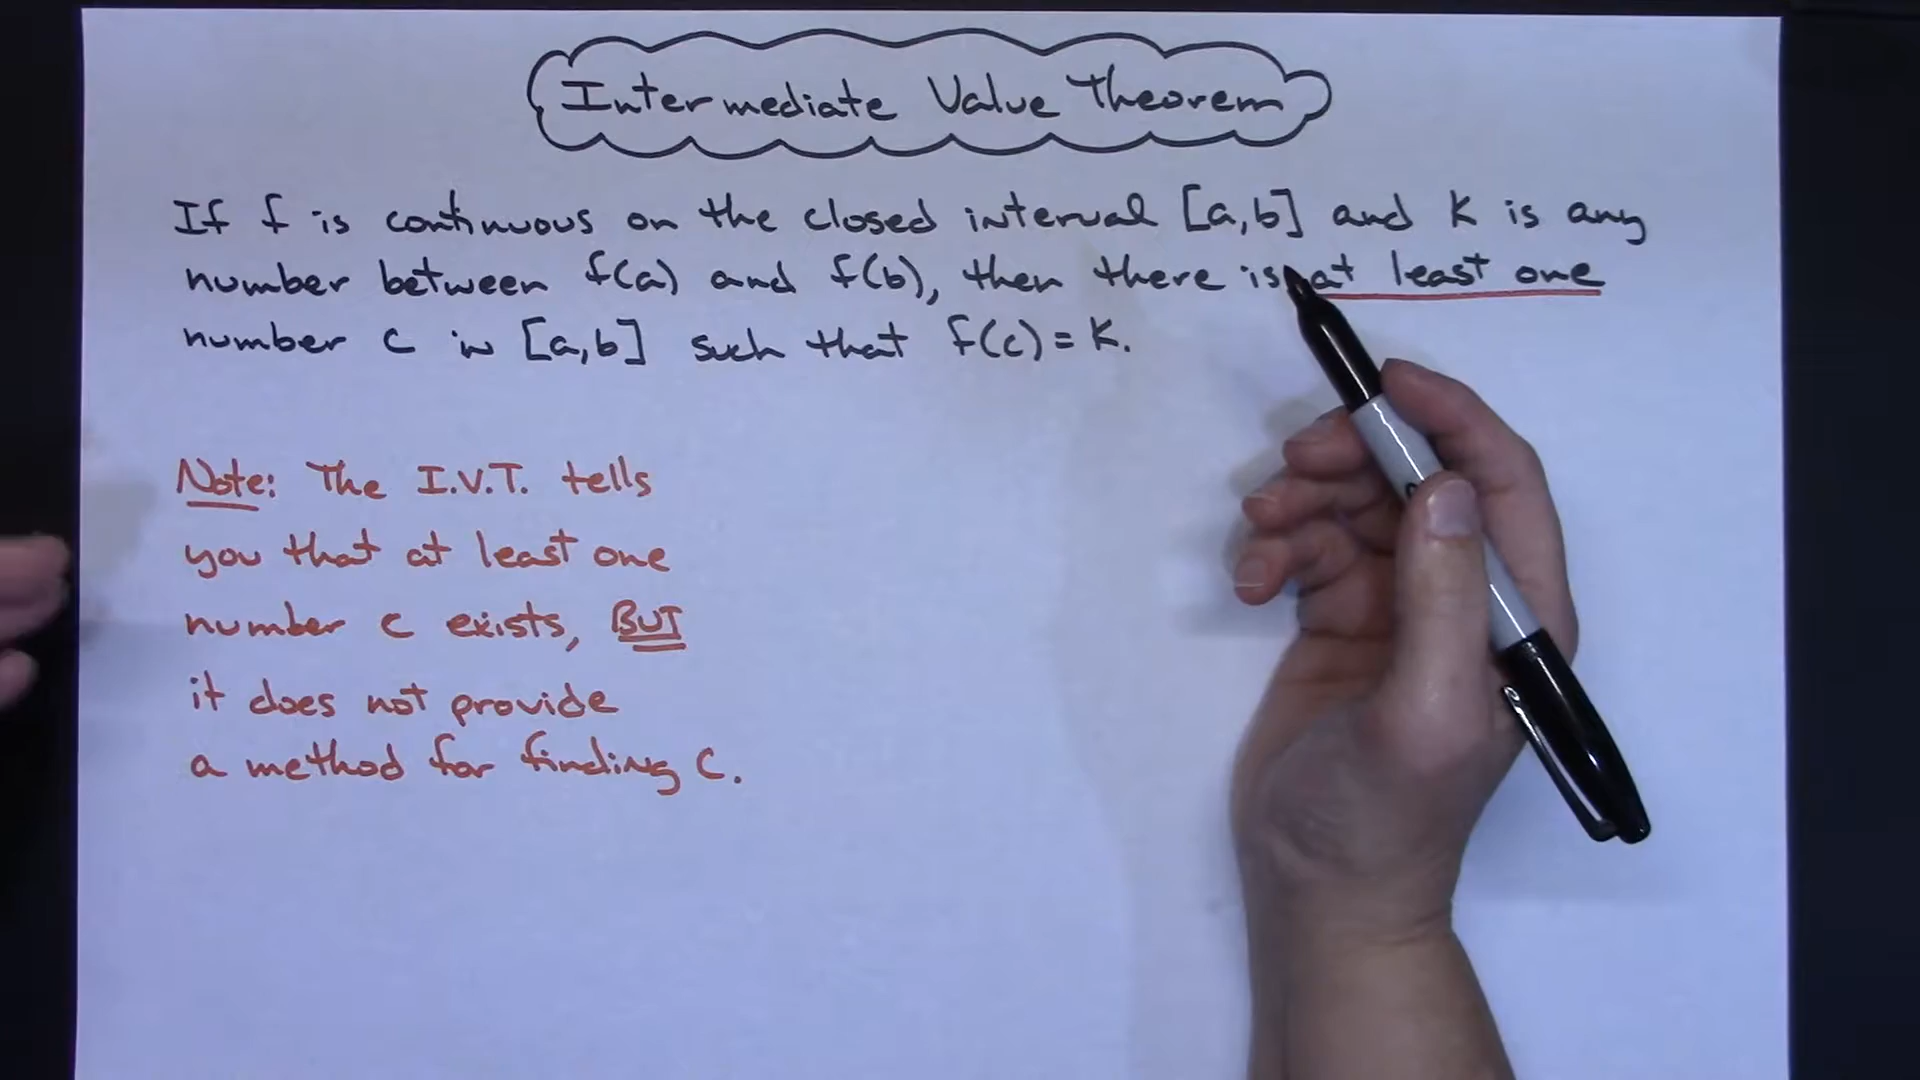 Intermediate Value Theorem
If f is continuous on the closed interval [a,b] and K is any
number between f(a) and f(b), then there is at least one
number c in [a,b] such that f(c) = K.
Note: The I.V.T. tells
you that at least one
number c exists, BUT
it does not provide
a method for finding c.